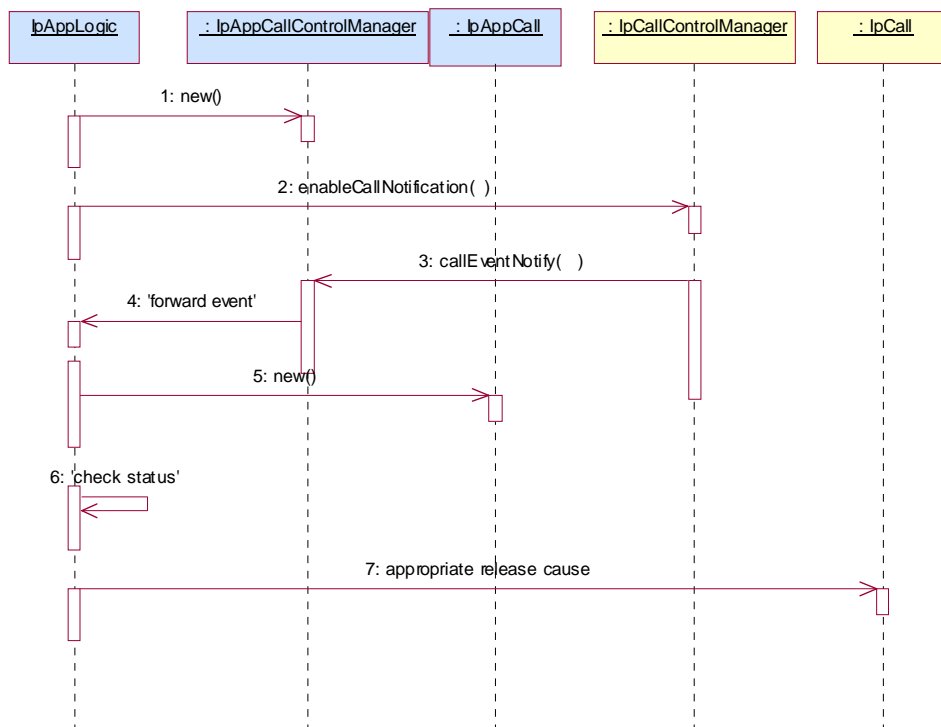 IpAppLogic
: IpAppCallControlManager
: IpAppCall
: IpCallControlManager
: IpCall
1: new()
2: enableCallNotification( )
3: callEventNotify( )
4: 'forward event'
5: new()
6: 'check status'
7: appropriate release cause